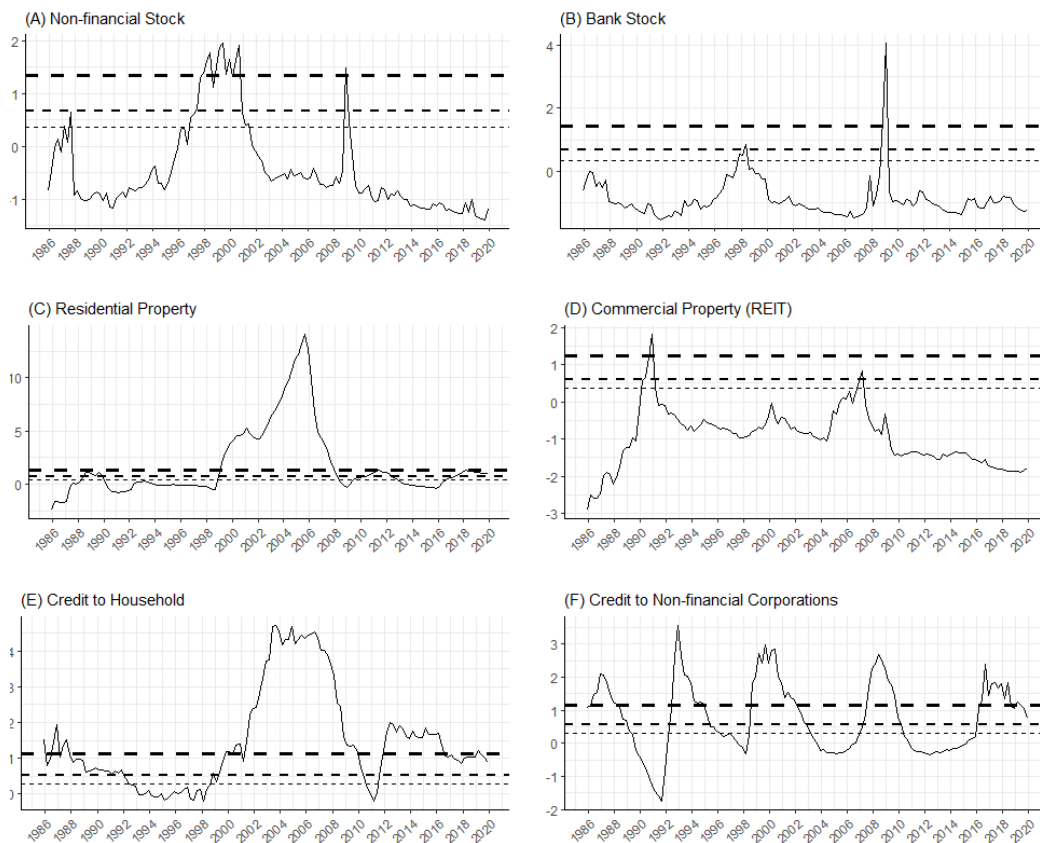 (A) Non-financial Stock
2
1
0
-1
1986 1988 1990 1992 1994 1996 1998 2000 2002 2004 2006 2008 2010 2012 2014 2016 2018 2020
(B) Bank Stock
4
2
0
1986 1988 1990 1992 1994 1996 1998 2000 2002 2004 2006 2008 2010 2012 2014 2016 2018 2020
(C) Residential Property
10
5
0
1986 1988 1990 1992 1994 1996 1998 2000 2002 2004 2006 2008 2010 2012 2014 2016 2018 2020
(D) Commercial Property (REIT)
2
1
0
-1
-2
-3
1986 1988 1990 1992 1994 1996 1998 2000 2002 2004 2006 2008 2010 2012 2014 2016 2018 2020
(E) Credit to Household
4
3
2
1
0
1986 1988 1990 1992 1994 1996 1998 2000 2002 2004 2006 2008 2010 2012 2014 2016 2018 2020
(F) Credit to Non-financial Corporations
3
2
1
0
-1
-2
1986 1988 1990 1992 1994 1996 1998 2000 2002 2004 2006 2008 2010 2012 2014 2016 2018 2020